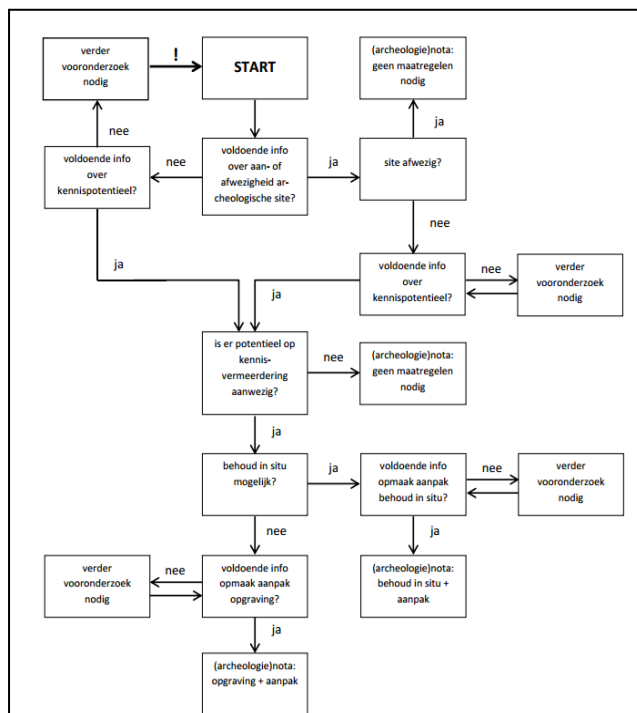 verder
vooronderzoek
nodig
!
START
(archeologie)nota:
geen maatregelen
nodig
nee
ja
voldoende info
over
kennispotentieel?
nee
voldoende info
over aan- of
afwezigheid ar-
cheologische site?
ja
site afwezig?
nee
ja
voldoende info
over
kennispotentieel?
nee
verder
vooronderzoek
nodig
ja
is er potentieel op
kennis-
vermeerdering
aanwezig?
nee
(archeologie)nota:
geen maatregelen
nodig
ja
behoud in situ
mogelijk?
ja
voldoende info
opmaak aanpak
behoud in situ?
nee
verder
vooronderzoek
nodig
nee
ja
verder
vooronderzoek
nodig
nee
voldoende info
opmaak aanpak
opgraving?
(archeologie)nota:
behoud in situ +
aanpak
ja
(archeologie)nota:
opgraving + aanpak